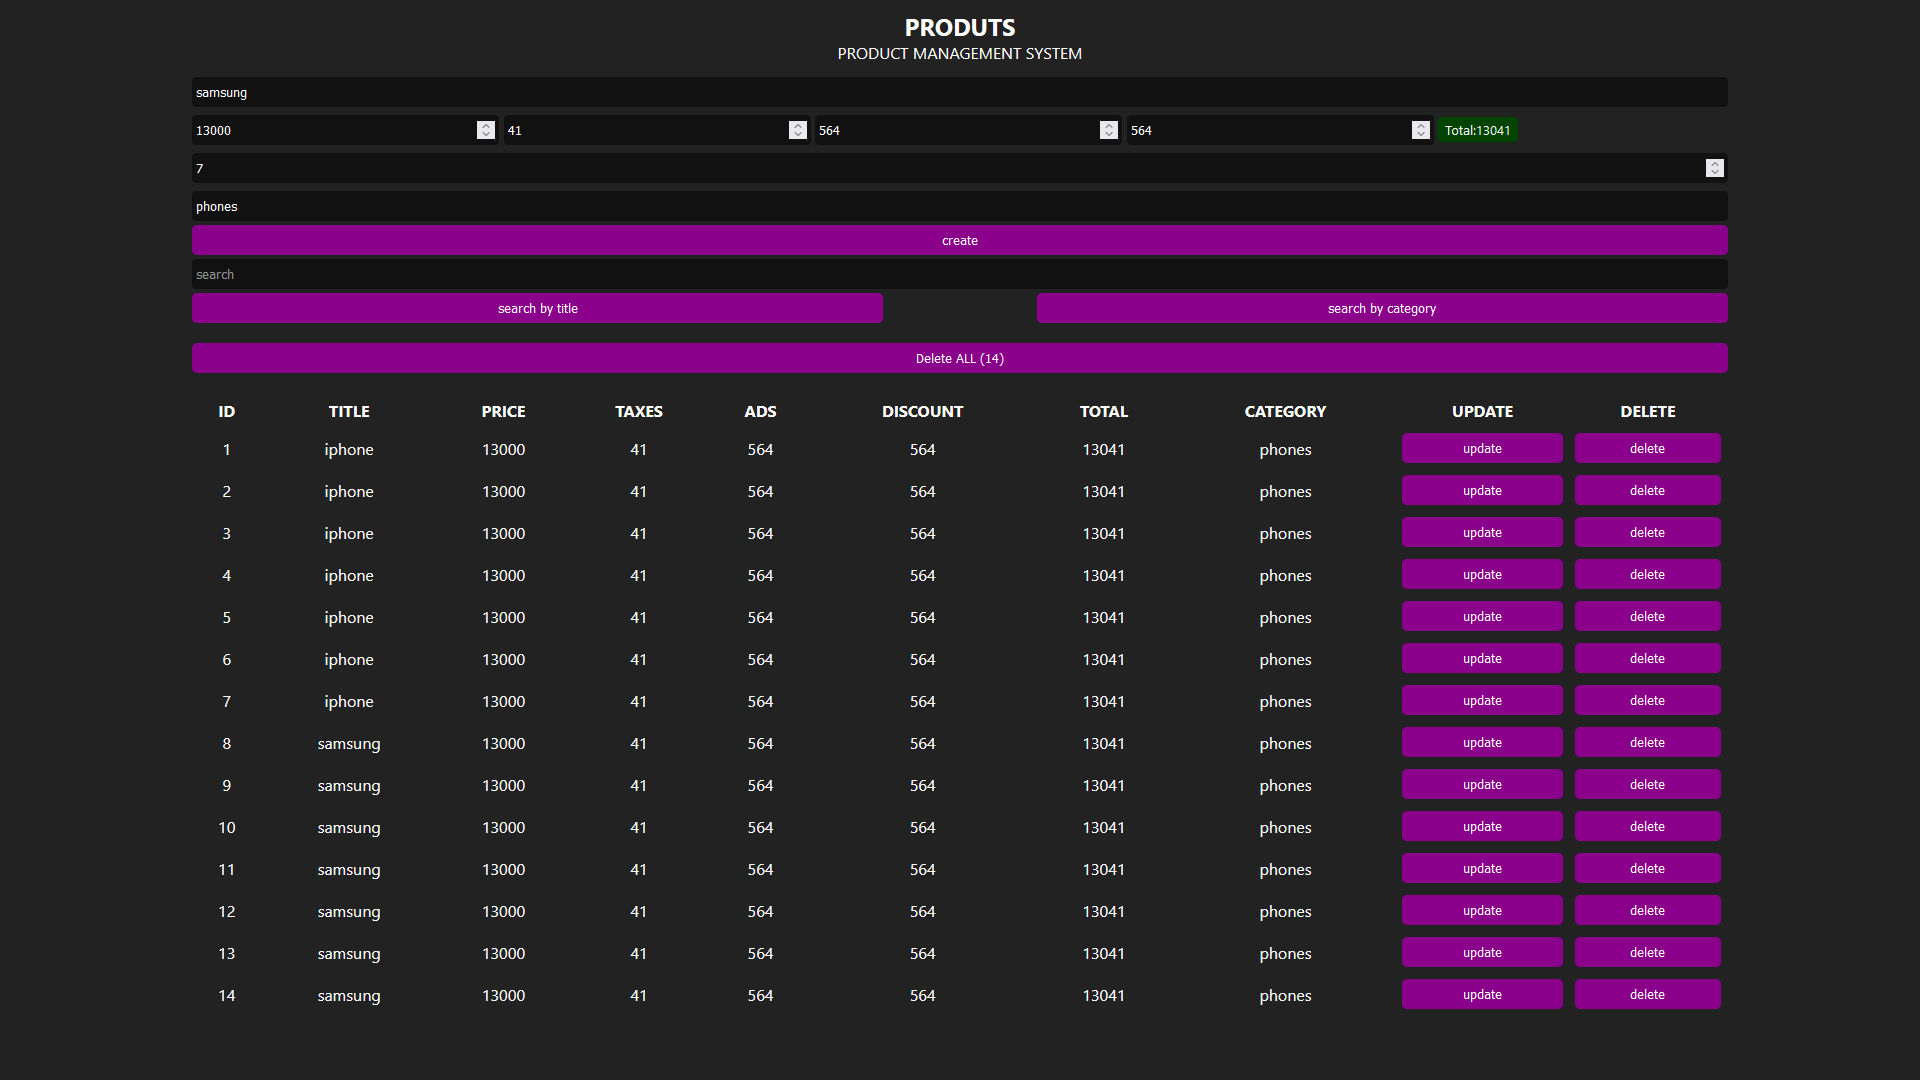 PRODUTS
PRODUCT MANAGEMENT SYSTEM
samsung
13000 41 564 564 Total:13041
7
phones
create
search
search by title search by category
Delete ALL (14)
ID TITLE PRICE TAXES ADS DISCOUNT TOTAL CATEGORY UPDATE DELETE
1 iphone 13000 41 564 564 13041 phones update delete
2 iphone 13000 41 564 564 13041 phones update delete
3 iphone 13000 41 564 564 13041 phones update delete
4 iphone 13000 41 564 564 13041 phones update delete
5 iphone 13000 41 564 564 13041 phones update delete
6 iphone 13000 41 564 564 13041 phones update delete
7 iphone 13000 41 564 564 13041 phones update delete
8 samsung 13000 41 564 564 13041 phones update delete
9 samsung 13000 41 564 564 13041 phones update delete
10 samsung 13000 41 564 564 13041 phones update delete
11 samsung 13000 41 564 564 13041 phones update delete
12 samsung 13000 41 564 564 13041 phones update delete
13 samsung 13000 41 564 564 13041 phones update delete
14 samsung 13000 41 564 564 13041 phones update delete